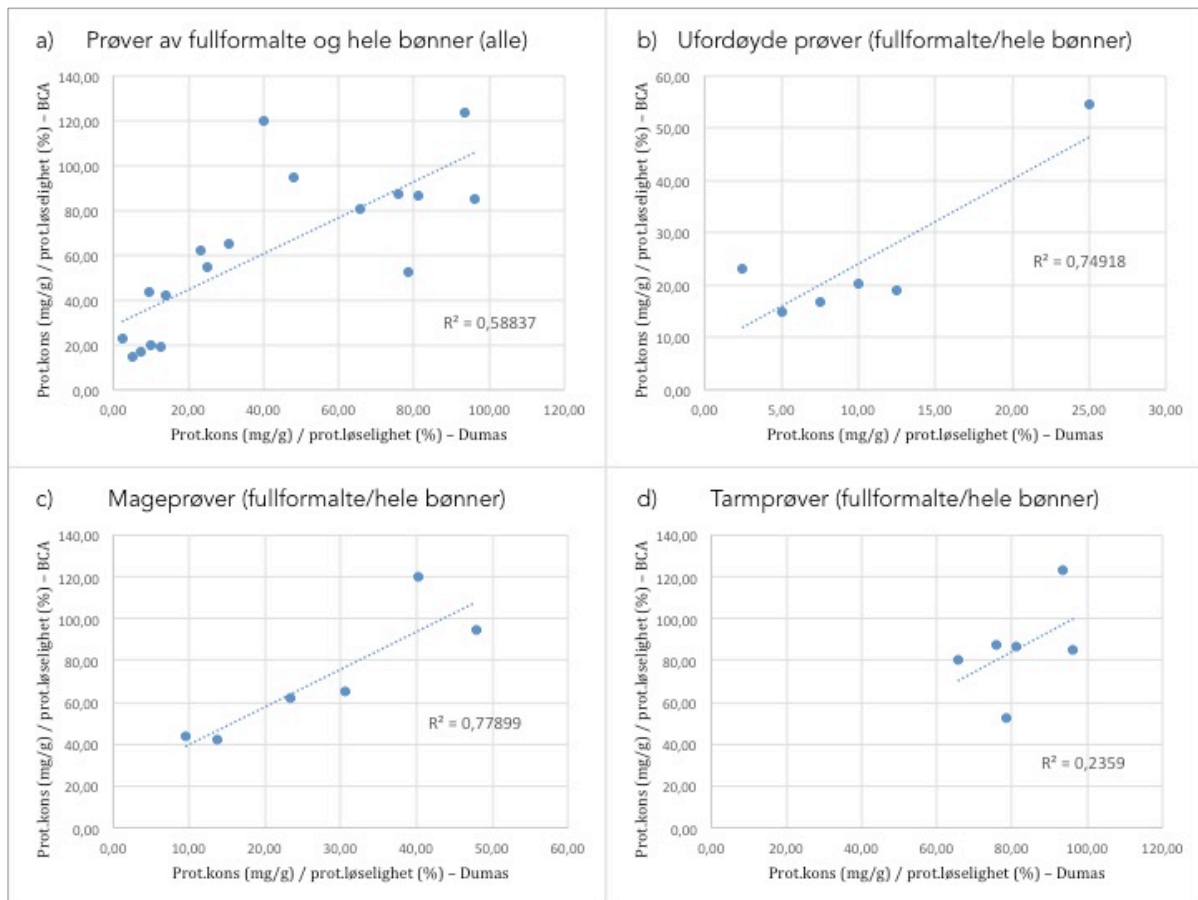 a) Prøver av fullformalte og hele bønner (alle)
Prot.kons (mg/g) / prot.løselighet (%) – BCA
140,00
120,00
100,00
80,00
60,00
40,00
20,00
0,00
R² = 0,58837
0,00 20,00 40,00 60,00 80,00 100,00 120,00
Prot.kons (mg/g) / prot.løselighet (%) – Dumas
b) Ufordøyde prøver (fullformalte/hele bønner)
Prot.kons (mg/g) / prot.løselighet (%) – BCA
60,00
50,00
40,00
30,00
20,00
10,00
0,00
R² = 0,74918
0,00 5,00 10,00 15,00 20,00 25,00 30,00
Prot.kons (mg/g) / prot.løselighet (%) – Dumas
c) Mageprøver (fullformalte/hele bønner)
Prot.kons (mg/g) / prot.løselighet (%) – BCA
140,00
120,00
100,00
80,00
60,00
40,00
20,00
0,00
R² = 0,77899
0,00 10,00 20,00 30,00 40,00 50,00 60,00
Prot.kons (mg/g) / prot.løselighet (%) – Dumas
d) Tarmprøver (fullformalte/hele bønner)
Prot.kons (mg/g) / prot.løselighet (%) – BCA
140,00
120,00
100,00
80,00
60,00
40,00
20,00
0,00
R² = 0,2359
0,00 20,00 40,00 60,00 80,00 100,00 120,00
Prot.kons (mg/g) / prot.løselighet (%) – Dumas